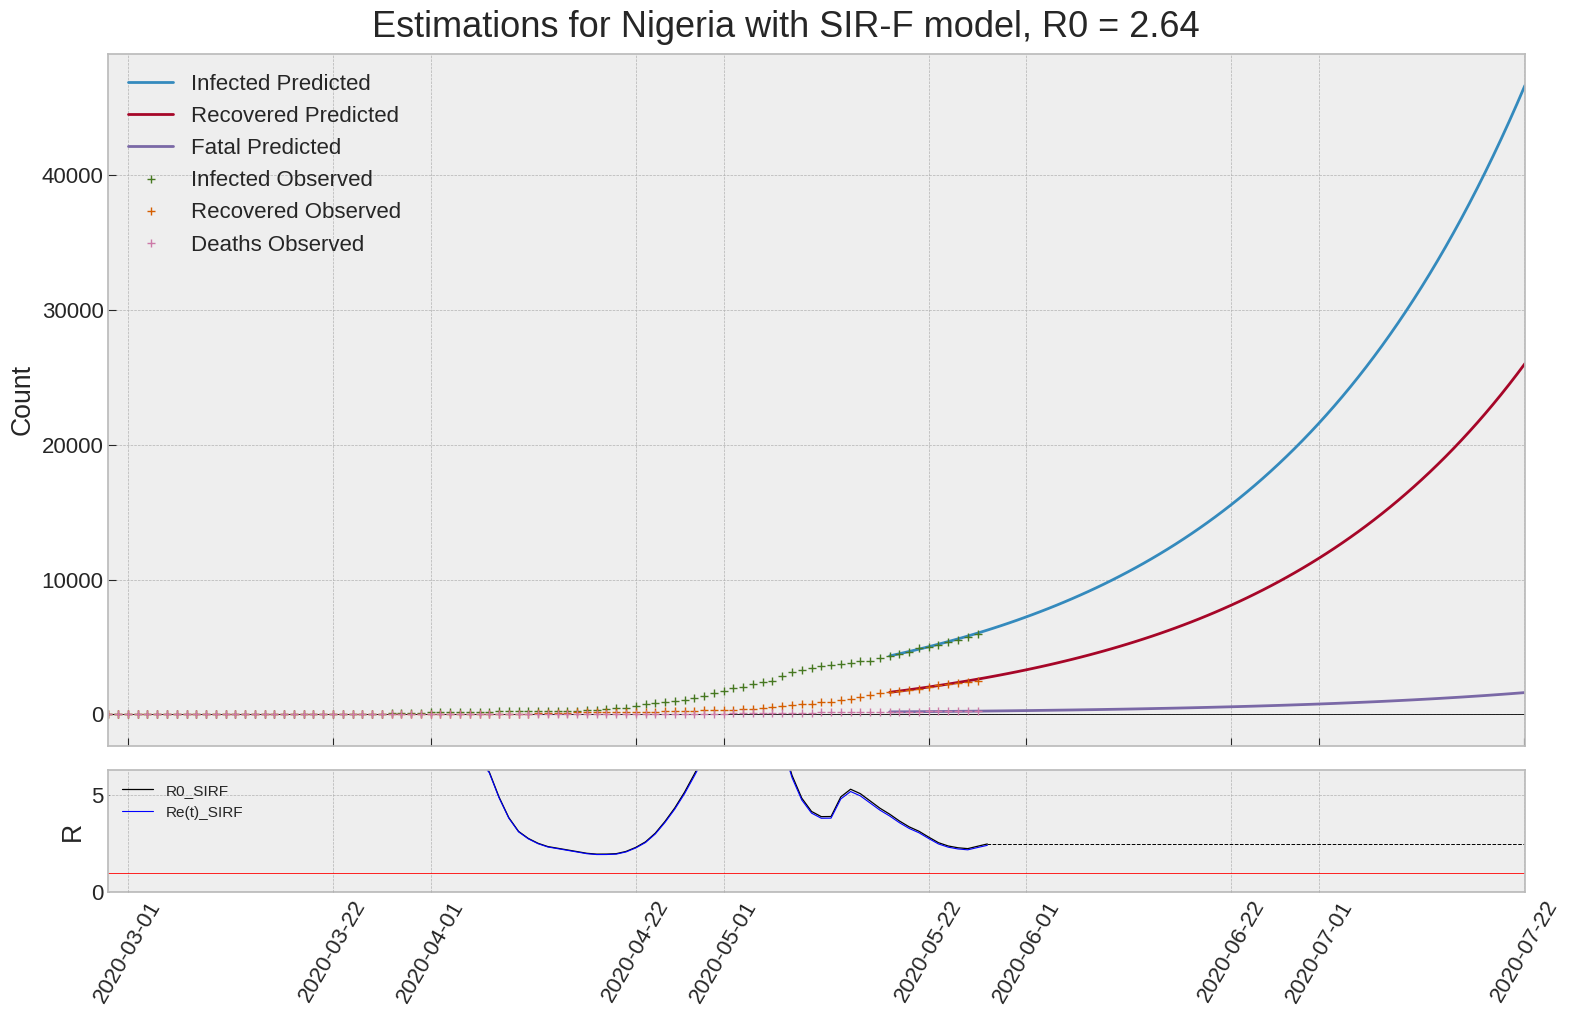 Estimations for Nigeria with SIR-F model, R0 = 2.64
Infected Predicted
Recovered Predicted
Fatal Predicted
Infected Observed
Recovered Observed
Deaths Observed
Count
40000
30000
20000
10000
0
R0_SIRF
Re(t)_SIRF
R
5
0
2020-03-01
2020-03-22
2020-04-01
2020-04-22
2020-05-01
2020-05-22
2020-06-01
2020-06-22
2020-07-01
2020-07-22